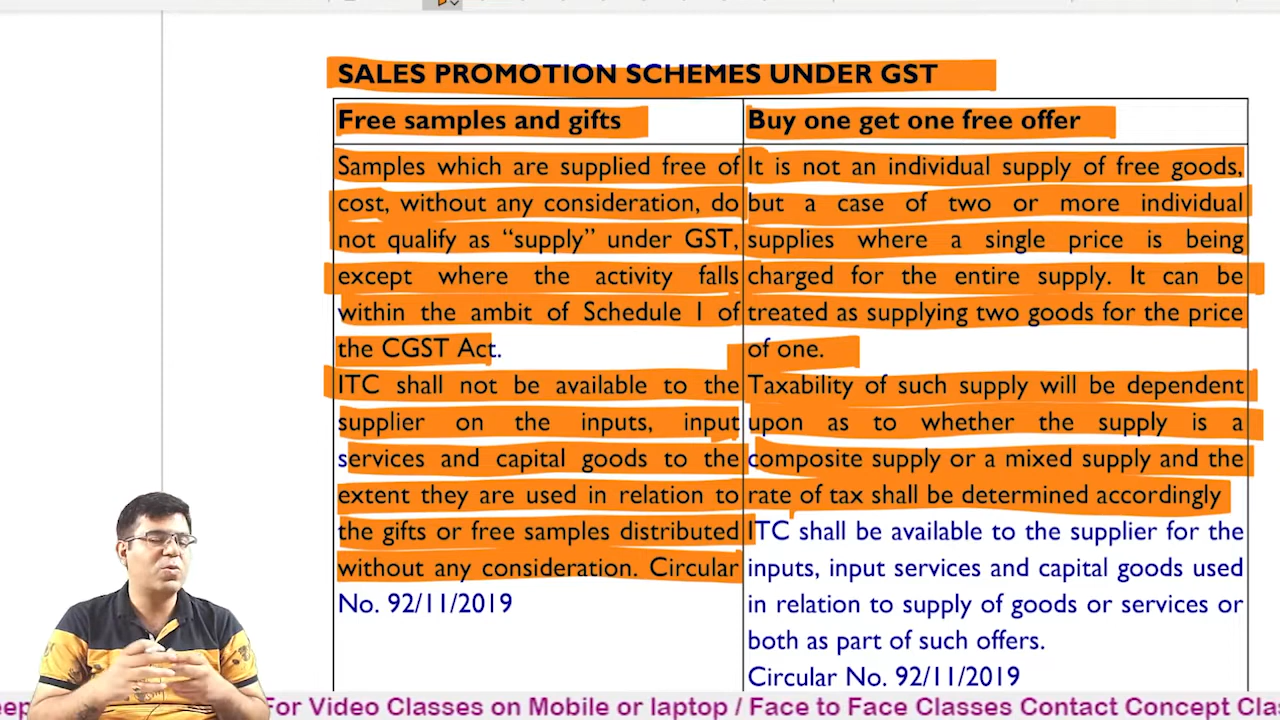 SALES PROMOTION SCHEMES UNDER GST
Free samples and gifts
Samples which are supplied free of
cost, without any consideration, do
not qualify as “supply” under GST,
except where the activity falls
within the ambit of Schedule I of
the CGST Act.
ITC shall not be available to the
supplier on the inputs, input
services and capital goods to the
extent they are used in relation to
the gifts or free samples distributed
without any consideration. Circular
No. 92/11/2019
Buy one get one free offer
It is not an individual supply of free goods,
but a case of two or more individual
supplies where a single price is being
charged for the entire supply. It can be
treated as supplying two goods for the price
of one.
Taxability of such supply will be dependent
upon as to whether the supply is a
composite supply or a mixed supply and the
rate of tax shall be determined accordingly
ITC shall be available to the supplier for the
inputs, input services and capital goods used
in relation to supply of goods or services or
both as part of such offers.
Circular No. 92/11/2019
For Video Classes on Mobile or laptop / Face to Face Classes Contact Concept